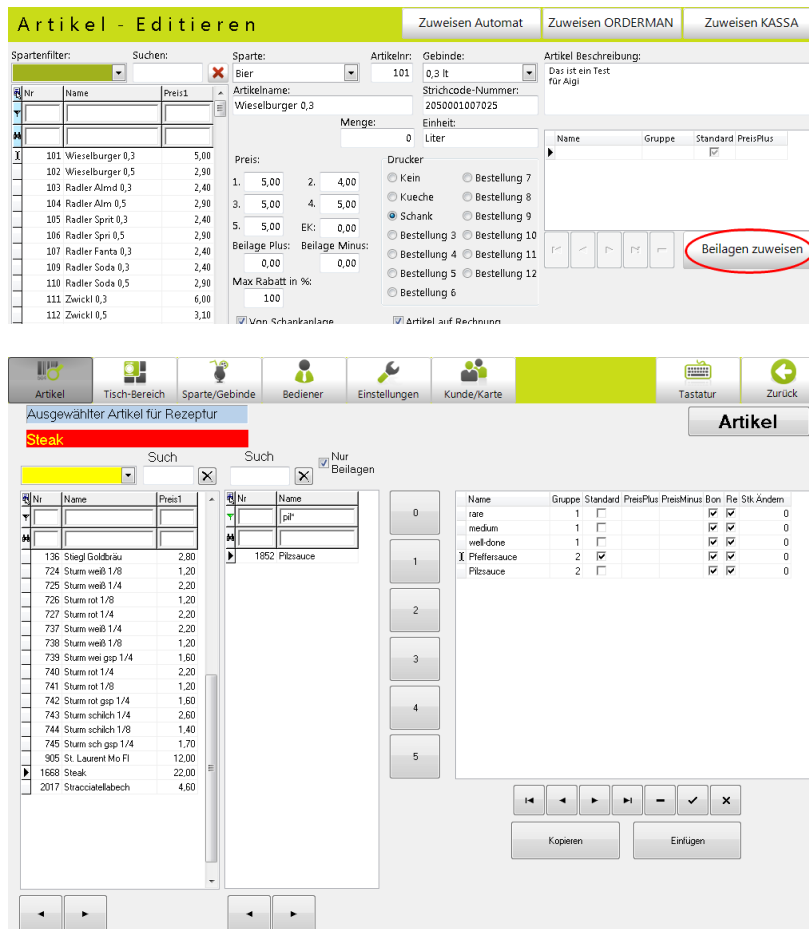 Artikel - Editieren
Zuweisen Automat
Zuweisen ORDERMAN
Zuweisen KASSA
Spartenfilter: Suchen:
Nr Name Preis1
101 Wieselburger 0,3 5,00
102 Wieselburger 0,5 2,90
103 Radler Almd 0,3 2,40
104 Radler Alm 0,5 2,90
105 Radler Sprit 0,3 2,40
106 Radler Spri 0,5 2,90
107 Radler Fanta 0,3 2,40
109 Radler Soda 0,3 2,40
110 Radler Soda 0,5 2,90
111 Zwickl 0,3 6,00
112 Zwickl 0,5 3,10
Sparte: Artikelnr: Gebinde:
Bier 101 0,3 lt
Artikelname: Strichcode-Nummer:
Wieselburger 0,3 2050001007025
Menge: Einheit:
0 Liter
Preis:
1. 5,00 2. 4,00
3. 5,00 4. 5,00
5. 5,00 EK: 0,00
Beilage Plus: Beilage Minus:
0,00 0,00
Max Rabatt in %:
100
Von Schankanlage
Drucker
Kein Bestellung 7
Kueche Bestellung 8
Schank Bestellung 9
Bestellung 3 Bestellung 10
Bestellung 4 Bestellung 11
Bestellung 5 Bestellung 12
Bestellung 6
Artikel auf Rechnung
Artikel Beschreibung:
Das ist ein Test
für Aigi
Name Gruppe Standard PreisPlus
Beilagen zuweisen
Artikel
Tisch-Bereich
Sparte/Gebinde
Bediener
Einstellungen
Kunde/Karte
Tastatur
Zurück
Ausgewählter Artikel für Rezeptur
Steak
Artikel
Such
Such
Nur
Beilagen
Nr Name Preis1
136 Stiegl Goldbräu 2,80
724 Sturm weiß 1/8 1,20
725 Sturm weiß 1/4 2,20
726 Sturm rot 1/8 1,20
727 Sturm rot 1/4 2,20
737 Sturm weiß 1/4 2,20
738 Sturm weiß 1/8 1,20
739 Sturm wei gsp 1/4 1,60
740 Sturm rot 1/4 2,20
741 Sturm rot 1/8 1,20
742 Sturm rot gsp 1/4 1,60
743 Sturm schilch 1/4 2,60
744 Sturm schilch 1/8 1,40
745 Sturm sch gsp 1/4 1,70
905 St. Laurent Mo Fl 12,00
1668 Steak 22,00
2017 Stracciatellabech 4,60
Nr Name
pil*
1852 Pilzsauce
0
1
2
3
4
5
Name Gruppe Standard PreisPlus PreisMinus Bon Re Stk Ändern
rare 1 0
medium 1 0
well-done 1 0
Pfeffersauce 2 0
Pilzsauce 2 0
Kopieren
Einfügen